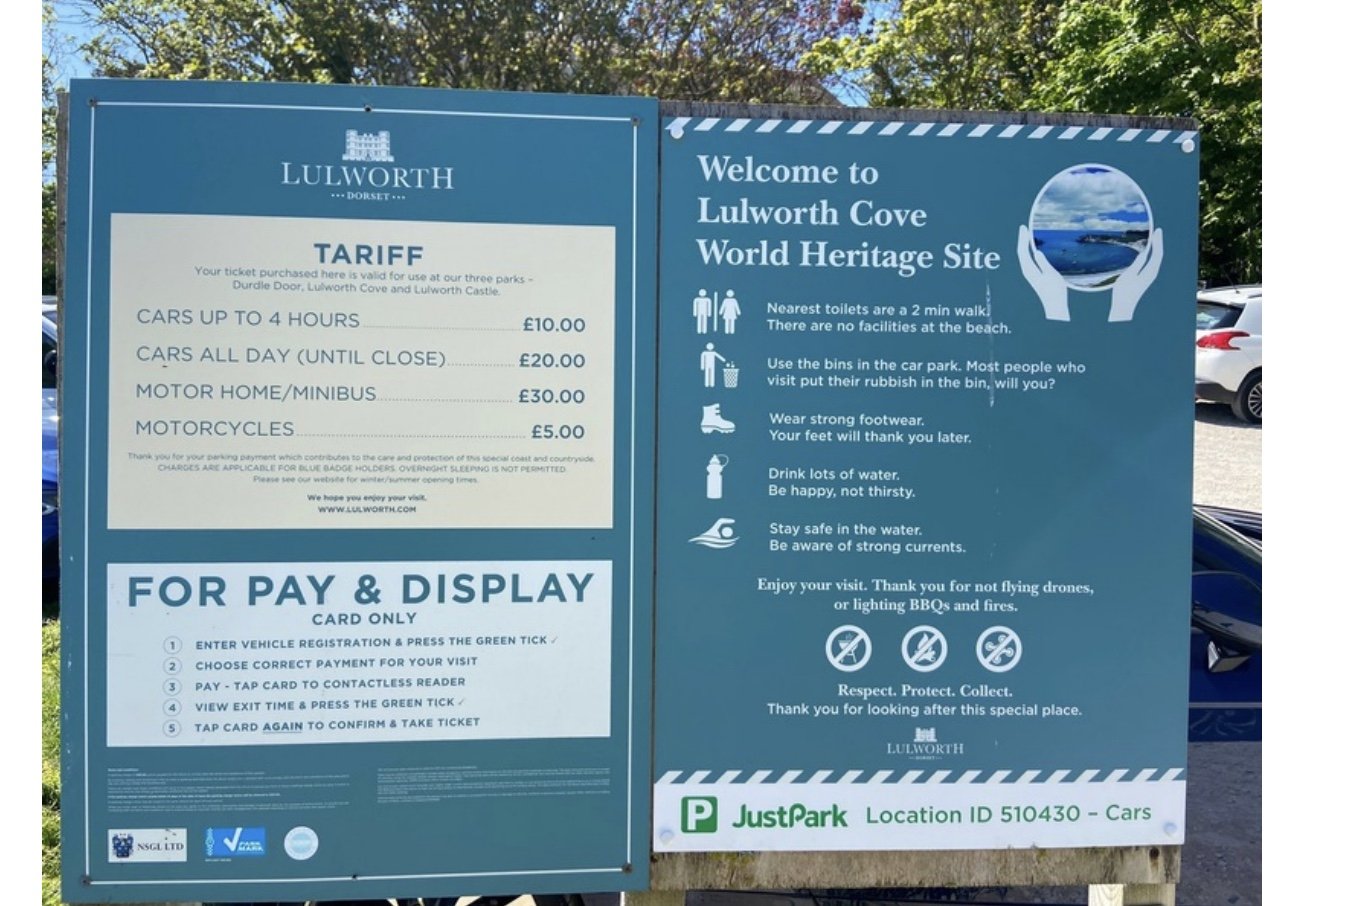 LULWORTH
DORSET
TARIFF
Your ticket purchased here is valid for use at our three parks –
Durdle Door, Lulworth Cove and Lulworth Castle.
CARS UP TO 4 HOURS £10.00
CARS ALL DAY (UNTIL CLOSE) £20.00
MOTOR HOME/MINIBUS £30.00
MOTORCYCLES £5.00
Thank you for your parking payment which contributes to the care and protection of this special coast and countryside.
CHARGES ARE APPLICABLE FOR BLUE BADGE HOLDERS. OVERNIGHT SLEEPING IS NOT PERMITTED.
Please see our website for winter/summer opening times.
We hope you enjoy your visit.
WWW.LULWORTH.COM
FOR PAY & DISPLAY
CARD ONLY
1 ENTER VEHICLE REGISTRATION & PRESS THE GREEN TICK ✓
2 CHOOSE CORRECT PAYMENT FOR YOUR VISIT
3 PAY - TAP CARD TO CONTACTLESS READER
4 VIEW EXIT TIME & PRESS THE GREEN TICK ✓
5 TAP CARD AGAIN TO CONFIRM & TAKE TICKET
NSGL LTD
PARK
MARK
Welcome to
Lulworth Cove
World Heritage Site
Nearest toilets are a 2 min walk.
There are no facilities at the beach.
Use the bins in the car park. Most people who
visit put their rubbish in the bin, will you?
Wear strong footwear.
Your feet will thank you later.
Drink lots of water.
Be happy, not thirsty.
Stay safe in the water.
Be aware of strong currents.
Enjoy your visit. Thank you for not flying drones,
or lighting BBQs and fires.
Respect. Protect. Collect.
Thank you for looking after this special place.
LULWORTH
DORSET
P JustPark Location ID 510430 – Cars